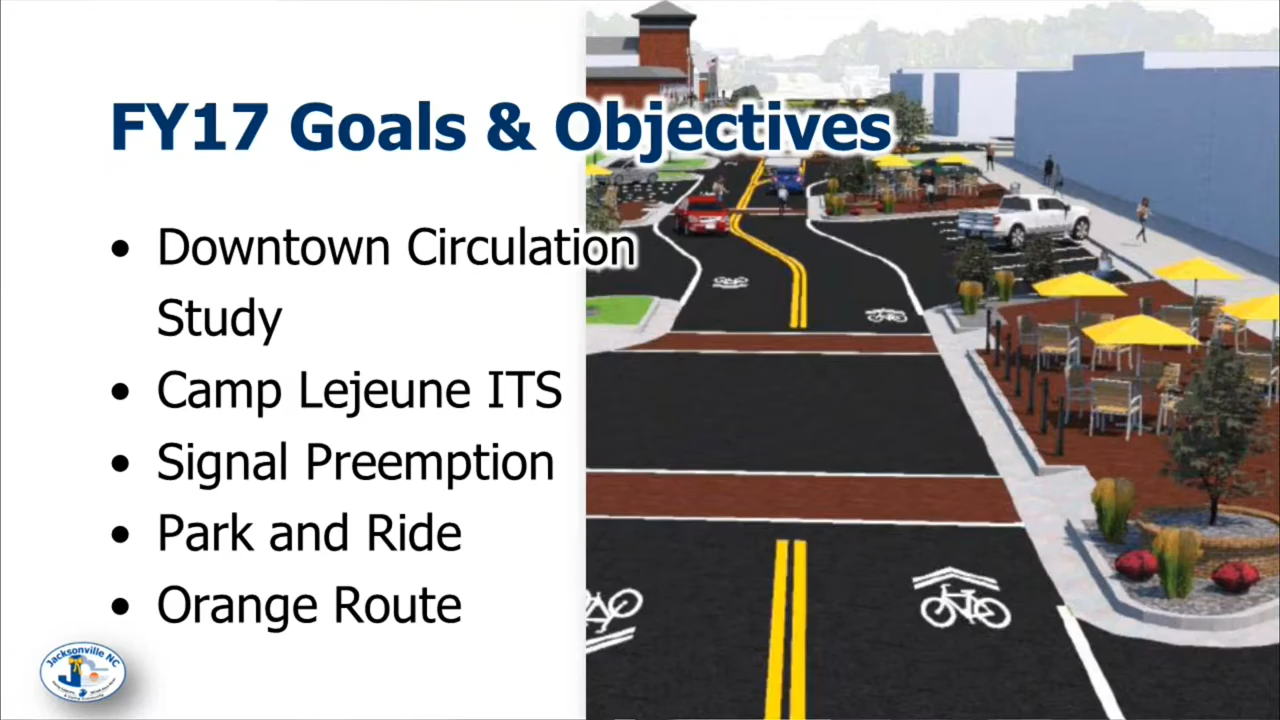 FY17 Goals & Objectives
• Downtown Circulation
Study
• Camp Lejeune ITS
• Signal Preemption
• Park and Ride
• Orange Route
Jacksonville NC